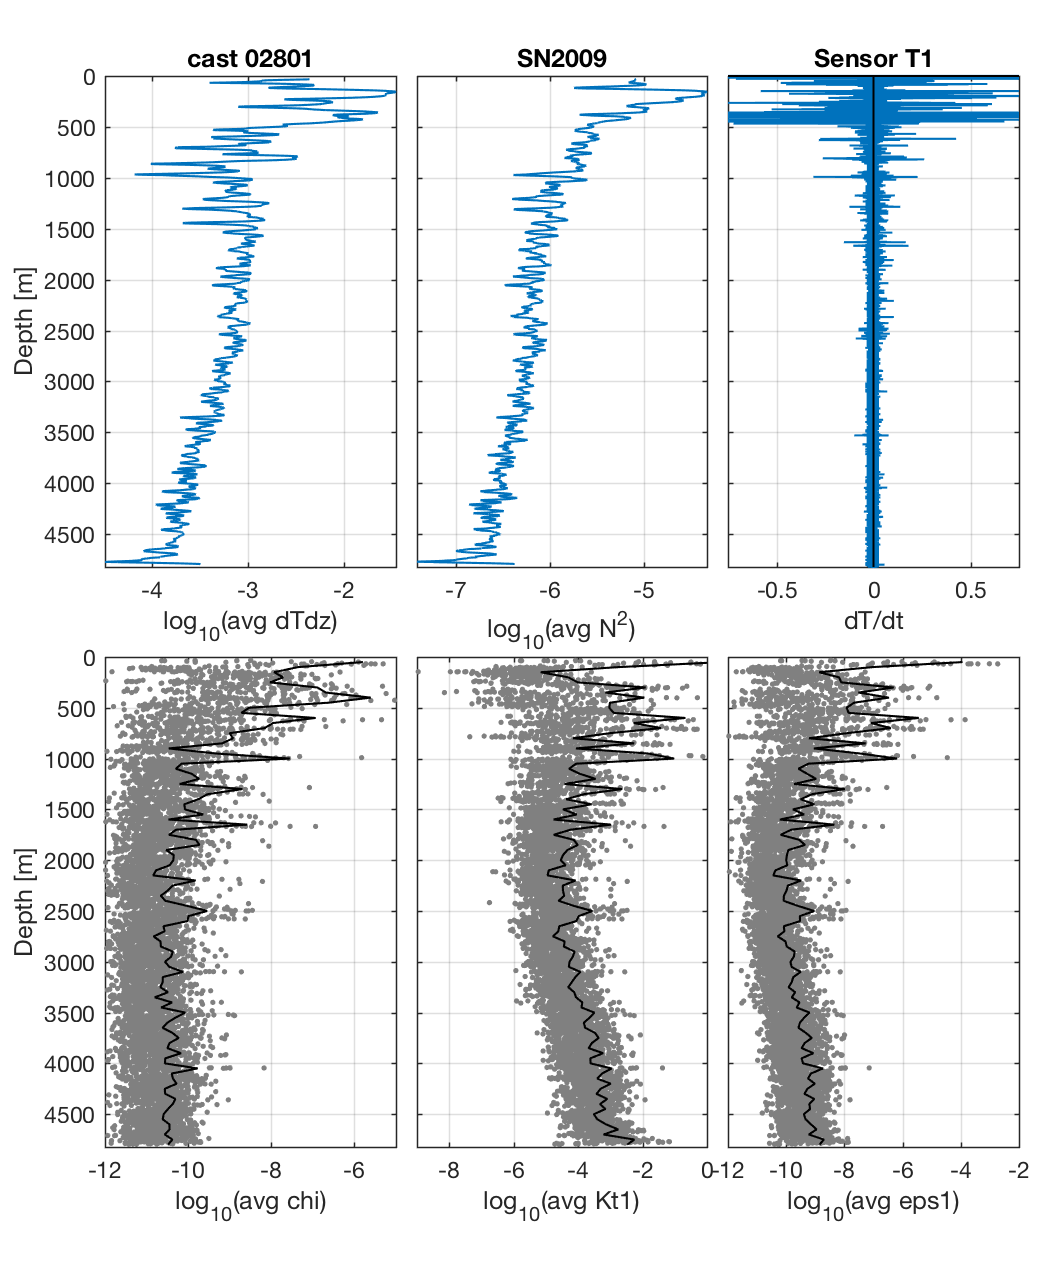 cast 02801
SN2009
Sensor T1
0
500
1000
1500
2000
2500
3000
3500
4000
4500
Depth [m]
-4 -3 -2
-7 -6 -5
-0.5 0 0.5
log10(avg dTdz)
log10(avg N2)
dT/dt
0
500
1000
1500
2000
2500
3000
3500
4000
4500
Depth [m]
-12 -10 -8 -6
-8 -6 -4 -2 0
-12 -10 -8 -6 -4 -2
log10(avg chi)
log10(avg Kt1)
log10(avg eps1)